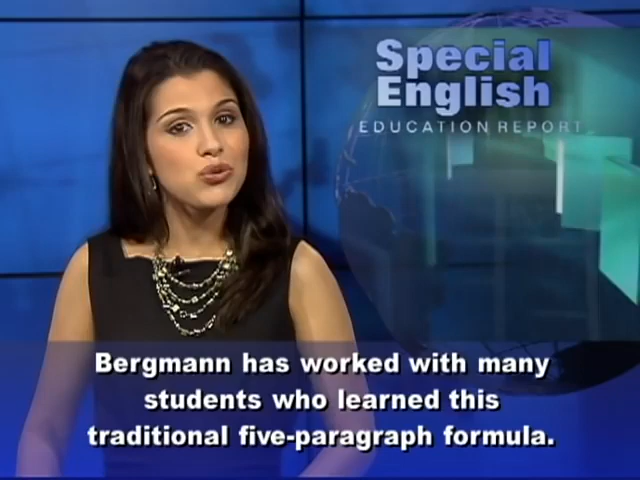 Special
English
EDUCATION REPORT
Bergmann has worked with many
students who learned this
traditional five-paragraph formula.